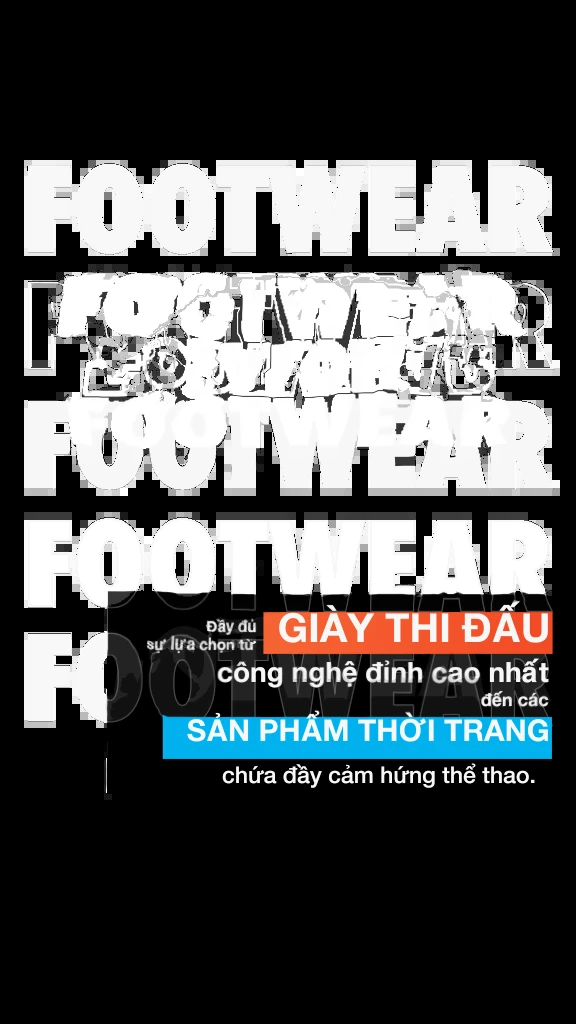 FOOTWEAR
FOOTWEAR
FOOTWEAR
FOOTWEAR
Đầy đủ
GIÀY THI ĐẤU
sự lựa chọn từ
công nghệ đỉnh cao nhất
đến các
SẢN PHẨM THỜI TRANG
chứa đầy cảm hứng thể thao.